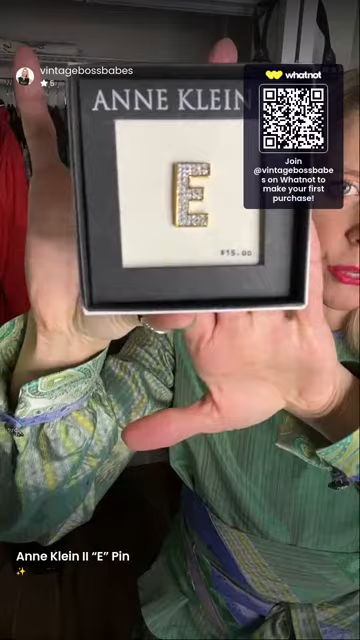 vintagebossbabes
★ 5
whatnot
ANNE KLEIN
Join
@vintagebossbabe
s on Whatnot to
make your first
purchase!
E
$15.00
Anne Klein II “E” Pin
✨